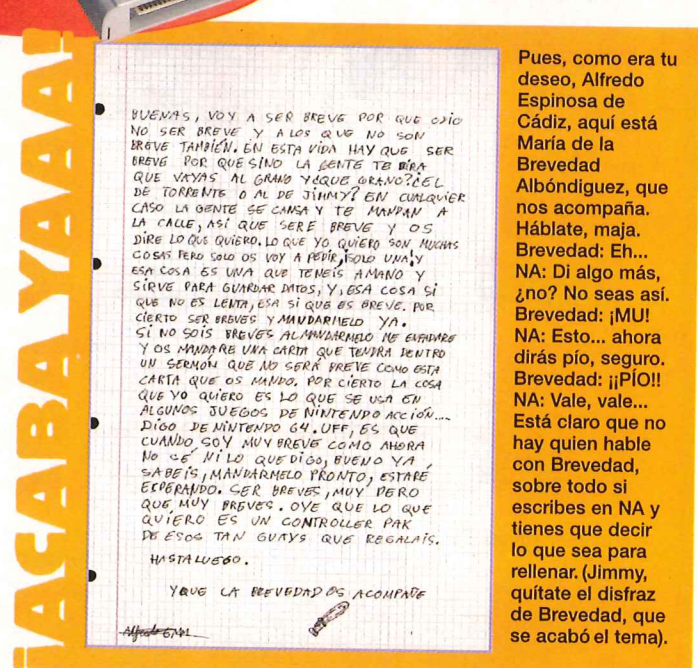 ¡ACABA YAAA!
BUENAS, VOY A SER BREVE POR QUE ODIO
NO SER BREVE Y A LOS QUE NO SON
BREVE TAMBIÉN. EN ESTA VIDA HAY QUE SER
BREVE POR QUE SINO LA GENTE TE DIRA
QUE VAYAS AL GRANO Y ¿QUE GRANO? ¿EL
DE TORRENTE O AL DE JIMMY? EN CUALQUIER
CASO LA GENTE SE CANSA Y TE MANDAN A
LA CALLE, ASI QUE SERE BREVE Y OS
DIRE LO QUE QUIERO. LO QUE YO QUIERO SON MUCHAS
COSAS PERO SOLO OS VOY A PEDIR, ¡SOLO UNA! Y
ESA COSA ES UNA QUE TENEIS A MANO Y
SIRVE PARA GUARDAR DATOS, Y, ESA COSA SI
QUE NO ES LENTA, ESA SI QUE ES BREVE. POR
CIERTO SER BREVES Y MANDARMELO YA.
SI NO SOIS BREVES AL MANDARMELO ME ENFADARE
Y OS MANDARE UNA CARTA QUE TENDRA DENTRO
UN SERMÓN QUE NO SERÁ BREVE COMO ESTA
CARTA QUE OS MANDO. POR CIERTO LA COSA
QUE YO QUIERO ES LO QUE SE USA EN
ALGUNOS JUEGOS DE NINTENDO ACCIÓN....
DIGO DE NINTENDO 64. UFF, ES QUE
CUANDO SOY MUY BREVE COMO AHORA
NO SÉ NI LO QUE DIGO, BUENO YA
SABEIS, MANDÁRMELO PRONTO, ESTARÉ
ESPERANDO. SER BREVES, MUY PERO
QUE MUY BREVES. OYE QUE LO QUE
QUIERO ES UN CONTROLLER PAK
DE ESOS TAN GUAYS QUE REGALAIS.
HASTA LUEGO.
Y QUE LA BREVEDAD OS ACOMPAÑE
Alfredo
Pues, como era tu
deseo, Alfredo
Espinosa de
Cádiz, aquí está
María de la
Brevedad
Albóndiguez, que
nos acompaña.
Háblate, maja.
Brevedad: Eh...
NA: Di algo más,
¿no? No seas así.
Brevedad: ¡MU!
NA: Esto... ahora
dirás pío, seguro.
Brevedad: ¡¡PÍO!!
NA: Vale, vale...
Está claro que no
hay quien hable
con Brevedad,
sobre todo si
escribes en NA y
tienes que decir
lo que sea para
rellenar. (Jimmy,
quítate el disfraz
de Brevedad, que
se acabó el tema).